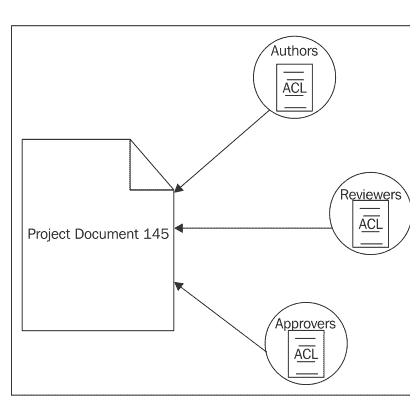 Authors
ACL
Reviewers
ACL
Project Document 145
Approvers
ACL